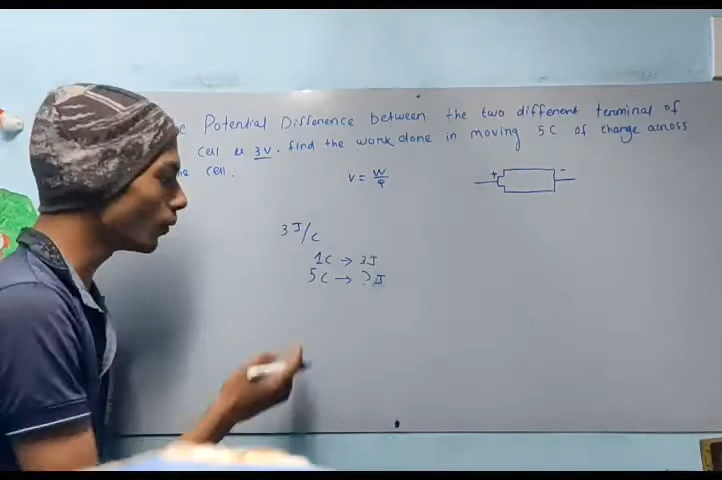 Potential Difference between the two different terminal of
cell is 3V. find the work done in moving 5C of charge across
cell.
V = W/q
+ -
3 J/C
1C → 3J
5C → ? J